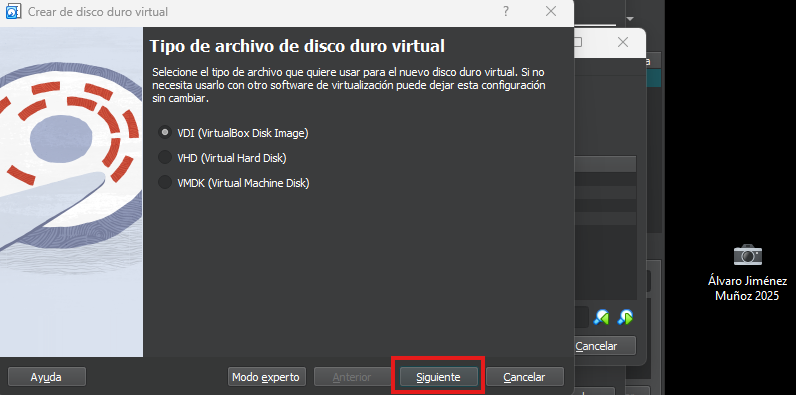 Crear de disco duro virtual
?
Tipo de archivo de disco duro virtual
Selecione el tipo de archivo que quiere usar para el nuevo disco duro virtual. Si no
necesita usarlo con otro software de virtualización puede dejar esta configuración
sin cambiar.
VDI (VirtualBox Disk Image)
VHD (Virtual Hard Disk)
VMDK (Virtual Machine Disk)
a
Álvaro Jiménez
Muñoz 2025
Cancelar
Ayuda
Modo experto
Anterior
Siguiente
Cancelar